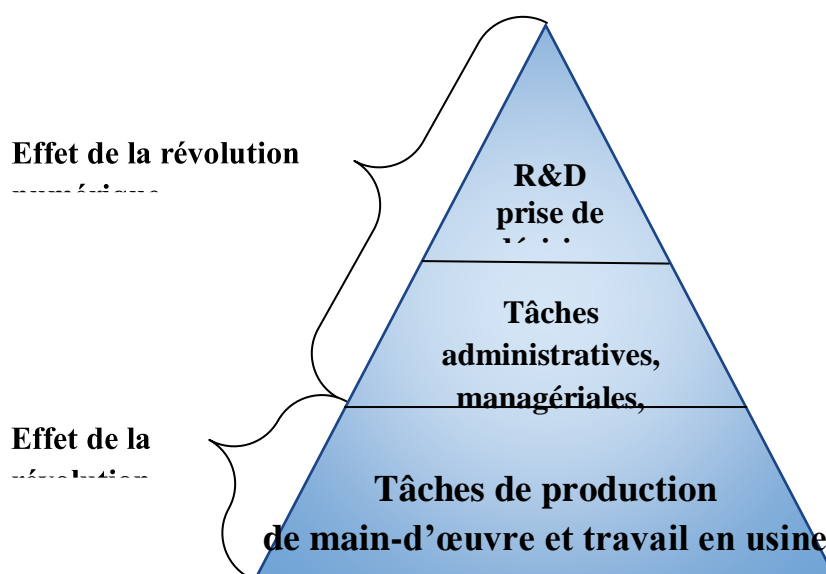 Effet de la révolution
R&D
prise de
Tâches
administratives,
managériales,
Effet de la
Tâches de production
de main-d’œuvre et travail en usine